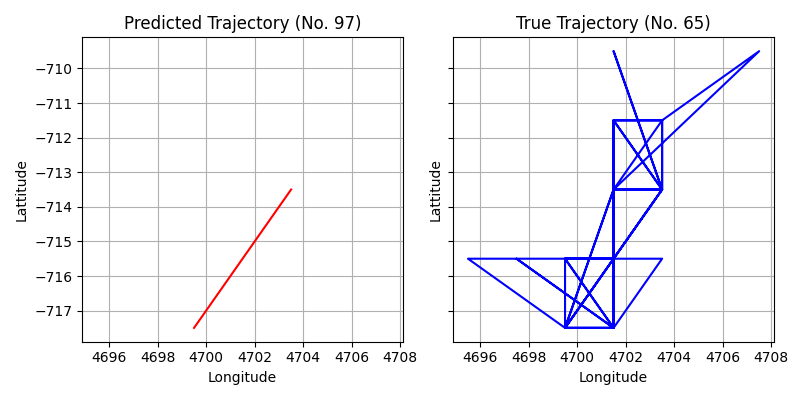 Predicted Trajectory (No. 97)
−710
−711
−712
−713
−714
−715
−716
−717
Lattitude
4696 4698 4700 4702 4704 4706 4708
Longitude
True Trajectory (No. 65)
Lattitude
4696 4698 4700 4702 4704 4706 4708
Longitude